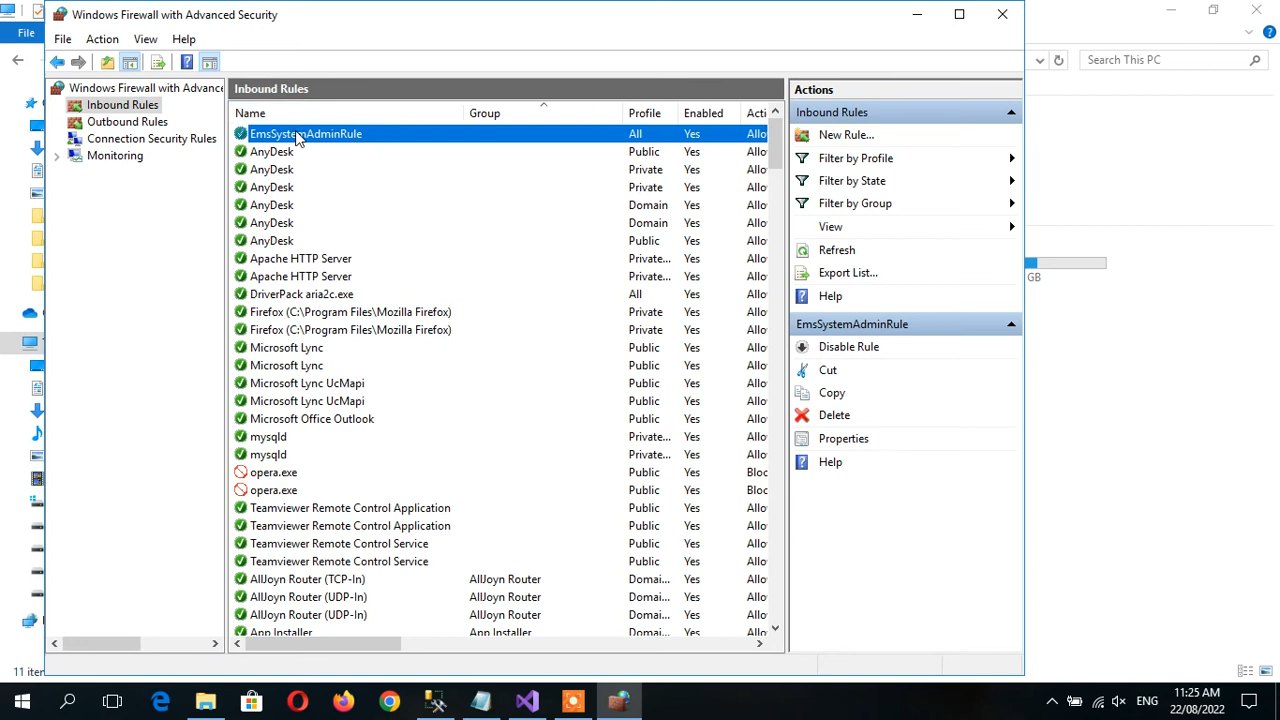 Windows Firewall with Advanced Security
File Action View Help
File
Search This PC
Windows Firewall with Advance
Inbound Rules
Outbound Rules
Connection Security Rules
Monitoring
Inbound Rules
Name Group Profile Enabled Acti
EmsSystemAdminRule All Yes Allo
AnyDesk Public Yes Allo
AnyDesk Private Yes Allo
AnyDesk Private Yes Allo
AnyDesk Domain Yes Allo
AnyDesk Domain Yes Allo
AnyDesk Public Yes Allo
Apache HTTP Server Private... Yes Allo
Apache HTTP Server Private... Yes Allo
DriverPack aria2c.exe All Yes Allo
Firefox (C:\Program Files\Mozilla Firefox) Private Yes Allo
Firefox (C:\Program Files\Mozilla Firefox) Private Yes Allo
Microsoft Lync Public Yes Allo
Microsoft Lync Public Yes Allo
Microsoft Lync UcMapi Public Yes Allo
Microsoft Lync UcMapi Public Yes Allo
Microsoft Office Outlook Public Yes Allo
mysqld Private... Yes Allo
mysqld Private... Yes Allo
opera.exe Public Yes Bloc
opera.exe Public Yes Bloc
Teamviewer Remote Control Application Public Yes Allo
Teamviewer Remote Control Application Public Yes Allo
Teamviewer Remote Control Service Public Yes Allo
Teamviewer Remote Control Service Public Yes Allo
AllJoyn Router (TCP-In) AllJoyn Router Domai... Yes Allo
AllJoyn Router (UDP-In) AllJoyn Router Domai... Yes Allo
AllJoyn Router (UDP-In) AllJoyn Router Domai... Yes Allo
App Installer App Installer Domai... Yes Allo
Actions
Inbound Rules
New Rule...
Filter by Profile
Filter by State
Filter by Group
View
Refresh
Export List...
Help
EmsSystemAdminRule
Disable Rule
Cut
Copy
Delete
Properties
Help
GB
11 iten
ENG
11:25 AM
22/08/2022